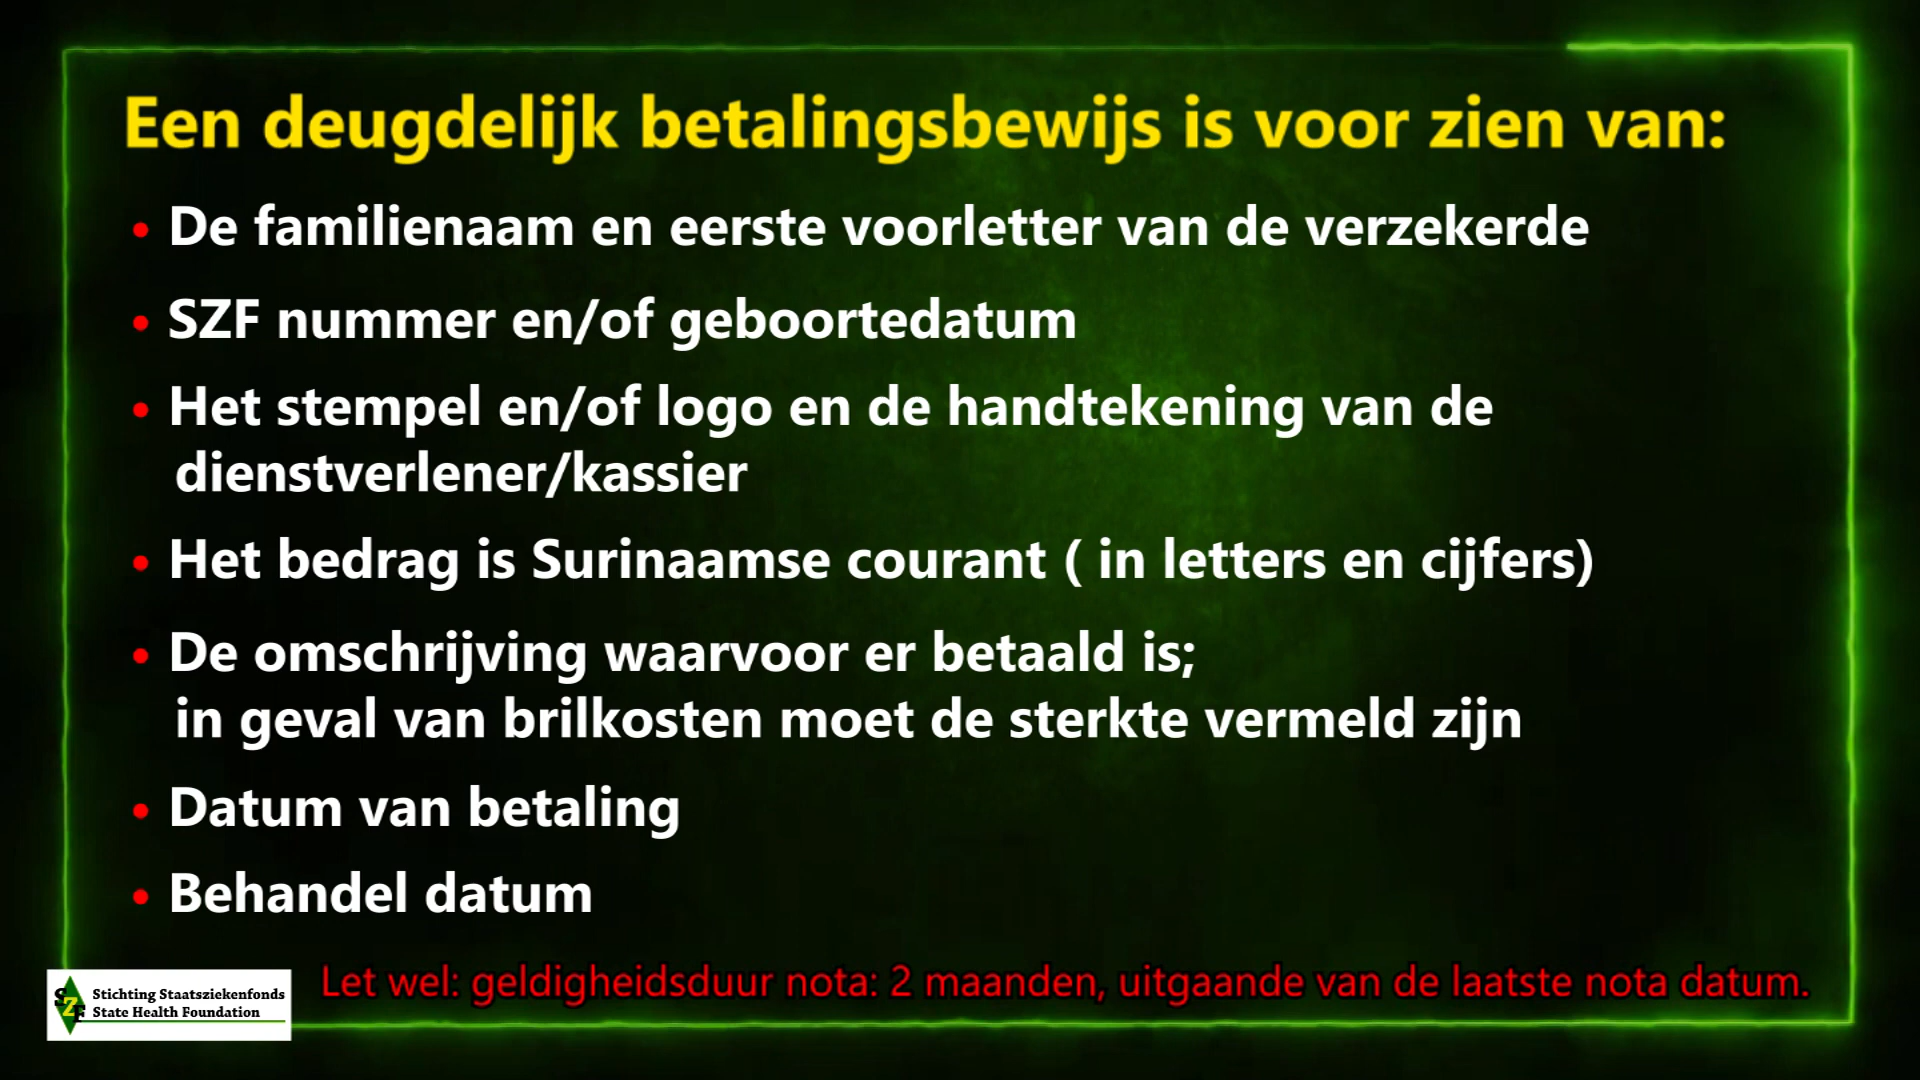 Een deugdelijk betalingsbewijs is voor zien van:
• De familienaam en eerste voorletter van de verzekerde
• SZF nummer en/of geboortedatum
• Het stempel en/of logo en de handtekening van de
dienstverlener/kassier
• Het bedrag is Surinaamse courant ( in letters en cijfers)
• De omschrijving waarvoor er betaald is;
in geval van brilkosten moet de sterkte vermeld zijn
• Datum van betaling
• Behandel datum
Let wel: geldigheidsduur nota: 2 maanden, uitgaande van de laatste nota datum.
SZF
Stichting Staatsziekenfonds
State Health Foundation